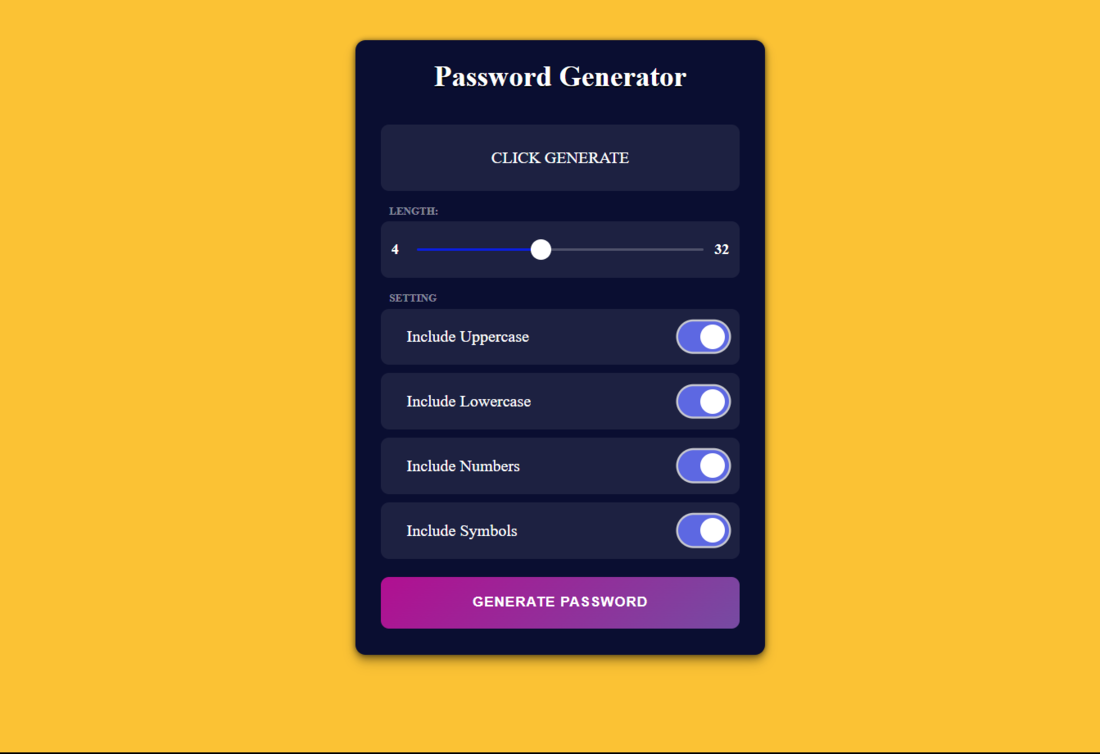 Password Generator
CLICK GENERATE
LENGTH:
4 32
SETTING
Include Uppercase
Include Lowercase
Include Numbers
Include Symbols
GENERATE PASSWORD